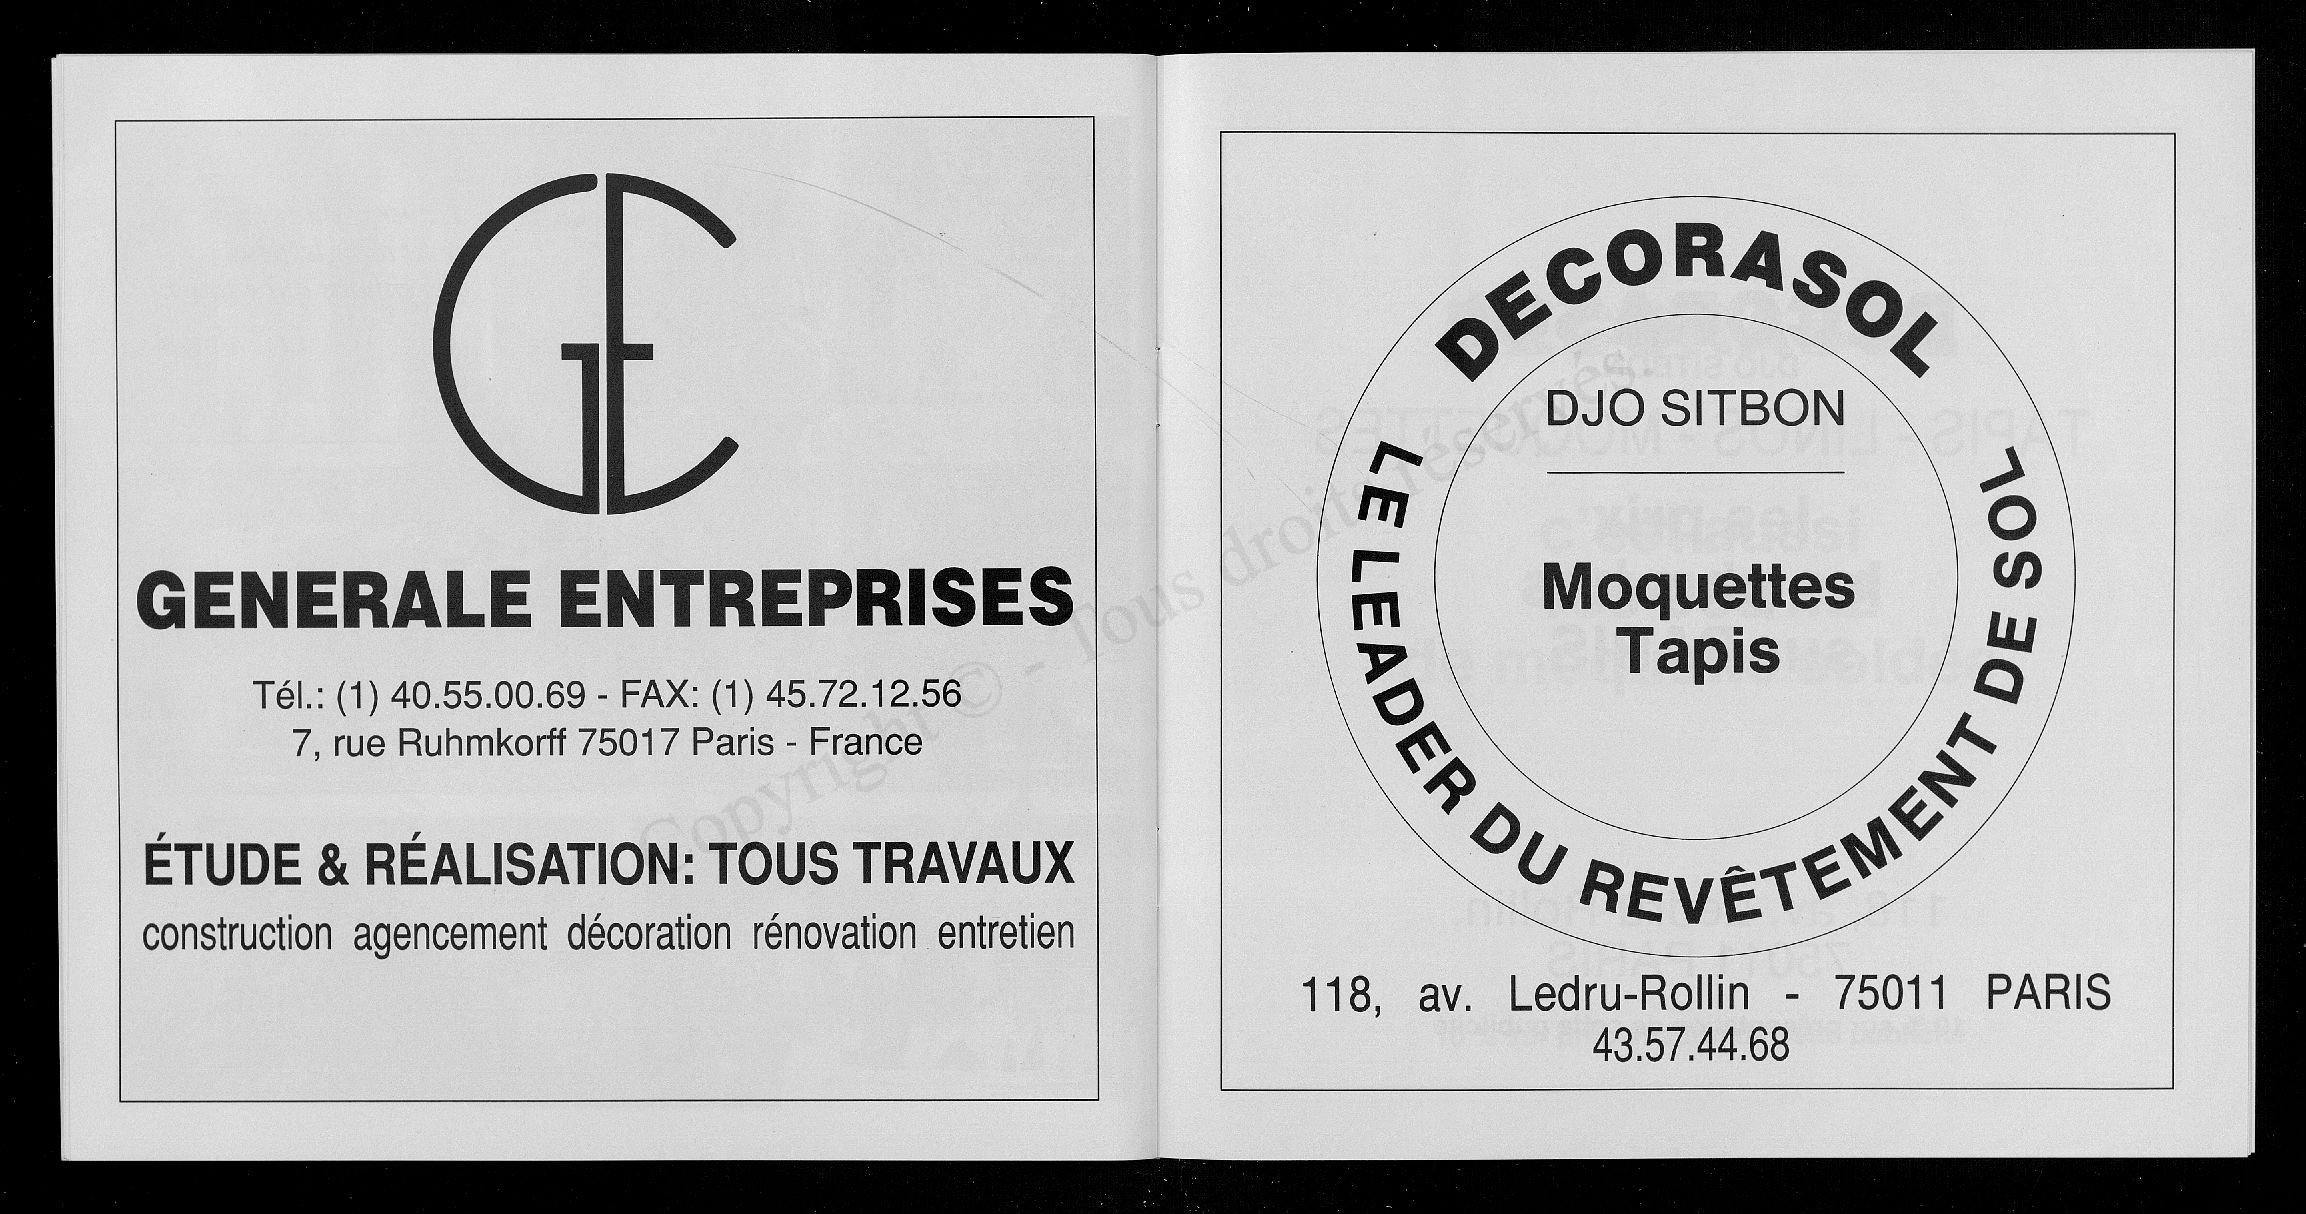 GE
GENERALE ENTREPRISES
Tél.: (1) 40.55.00.69 - FAX: (1) 45.72.12.56
7, rue Ruhmkorff 75017 Paris - France
ÉTUDE & RÉALISATION: TOUS TRAVAUX
construction agencement décoration rénovation entretien
DECORASOL
DJO SITBON
Moquettes
Tapis
LE LEADER DU REVÊTEMENT DE SOL
118, av. Ledru-Rollin - 75011 PARIS
43.57.44.68
Copyright © - Tous droits réservés.